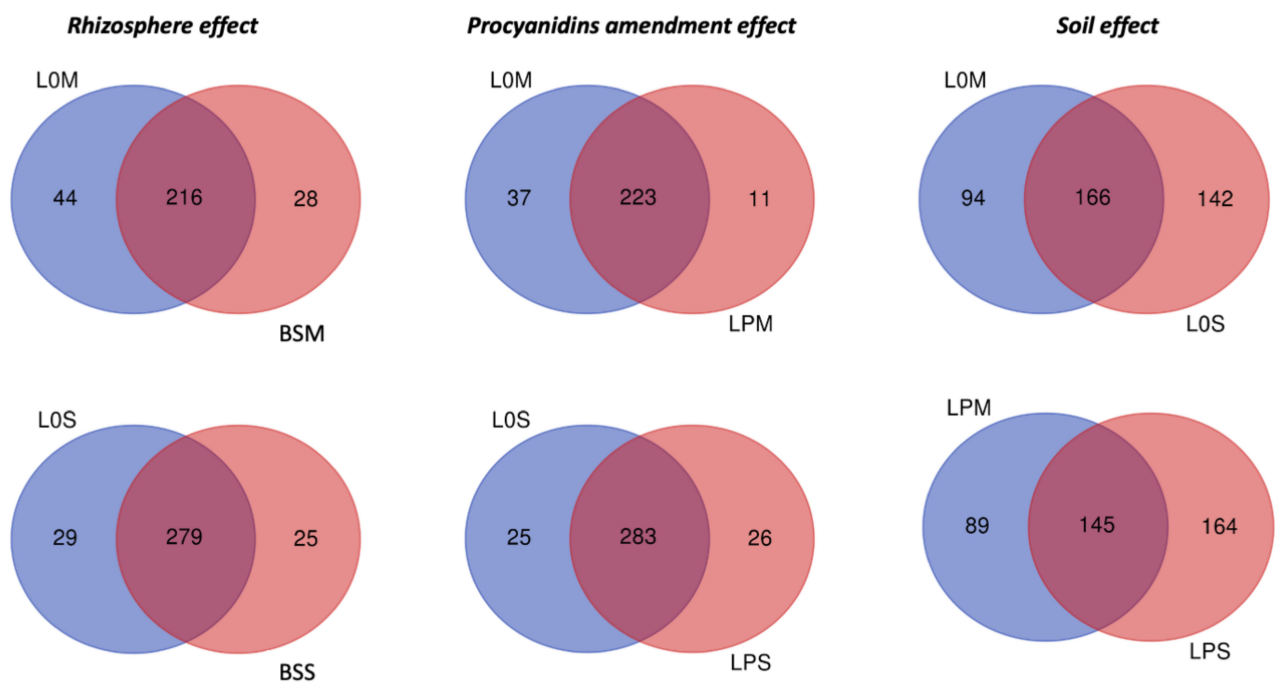 Rhizosphere effect
Procyanidins amendment effect
Soil effect
L0M
44
216
28
BSM
L0M
37
223
11
LPM
L0M
94
166
142
L0S
L0S
29
279
25
BSS
L0S
25
283
26
LPS
LPM
89
145
164
LPS